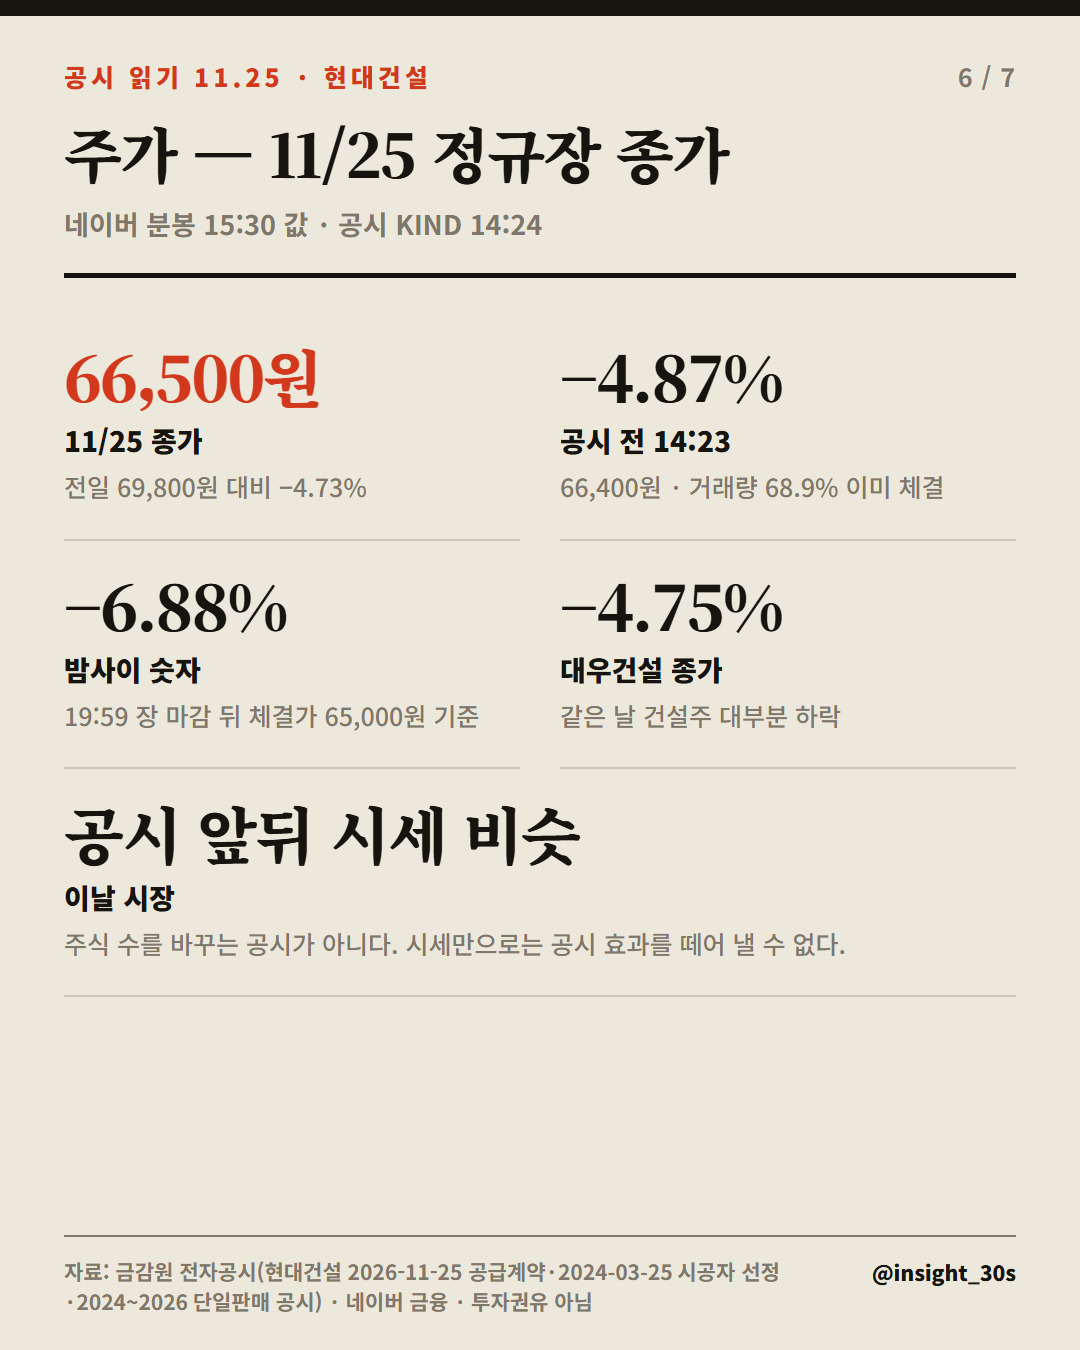 공시 읽기 11.25 · 현대건설
6 / 7
주가 — 11/25 정규장 종가
네이버 분봉 15:30 값 · 공시 KIND 14:24
66,500원
11/25 종가
전일 69,800원 대비 −4.73%
−4.87%
공시 전 14:23
66,400원 · 거래량 68.9% 이미 체결
−6.88%
밤사이 숫자
19:59 장 마감 뒤 체결가 65,000원 기준
−4.75%
대우건설 종가
같은 날 건설주 대부분 하락
공시 앞뒤 시세 비슷
이날 시장
주식 수를 바꾸는 공시가 아니다. 시세만으로는 공시 효과를 떼어 낼 수 없다.
자료: 금감원 전자공시(현대건설 2026-11-25 공급계약·2024-03-25 시공자 선정
·2024~2026 단일판매 공시) · 네이버 금융 · 투자권유 아님
@insight_30s